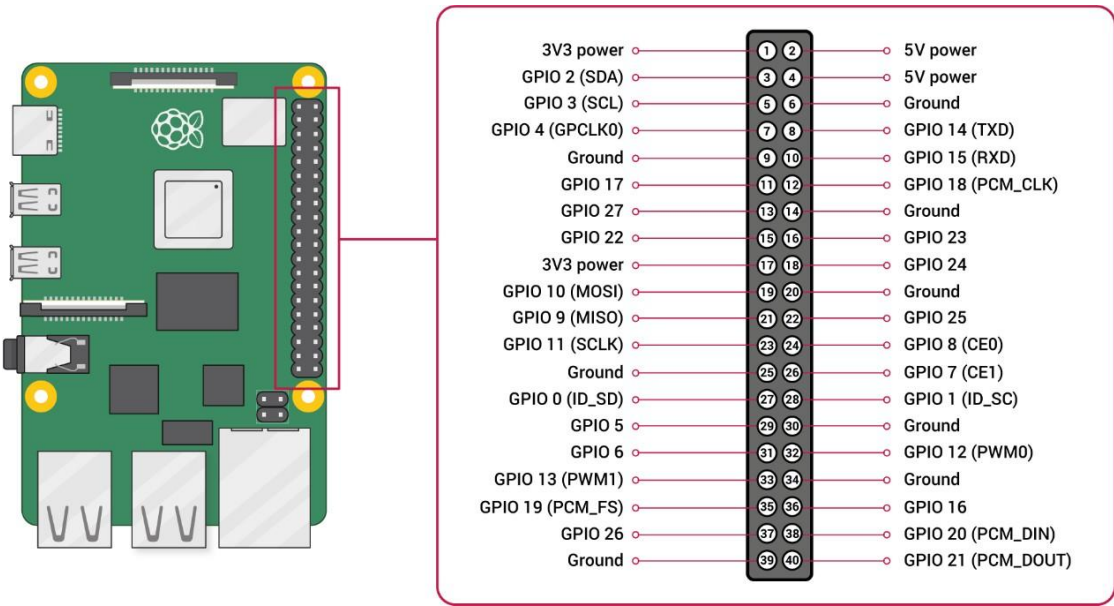 3V3 power 1 2 5V power
GPIO 2 (SDA) 3 4 5V power
GPIO 3 (SCL) 5 6 Ground
GPIO 4 (GPCLK0) 7 8 GPIO 14 (TXD)
Ground 9 10 GPIO 15 (RXD)
GPIO 17 11 12 GPIO 18 (PCM_CLK)
GPIO 27 13 14 Ground
GPIO 22 15 16 GPIO 23
3V3 power 17 18 GPIO 24
GPIO 10 (MOSI) 19 20 Ground
GPIO 9 (MISO) 21 22 GPIO 25
GPIO 11 (SCLK) 23 24 GPIO 8 (CE0)
Ground 25 26 GPIO 7 (CE1)
GPIO 0 (ID_SD) 27 28 GPIO 1 (ID_SC)
GPIO 5 29 30 Ground
GPIO 6 31 32 GPIO 12 (PWM0)
GPIO 13 (PWM1) 33 34 Ground
GPIO 19 (PCM_FS) 35 36 GPIO 16
GPIO 26 37 38 GPIO 20 (PCM_DIN)
Ground 39 40 GPIO 21 (PCM_DOUT)